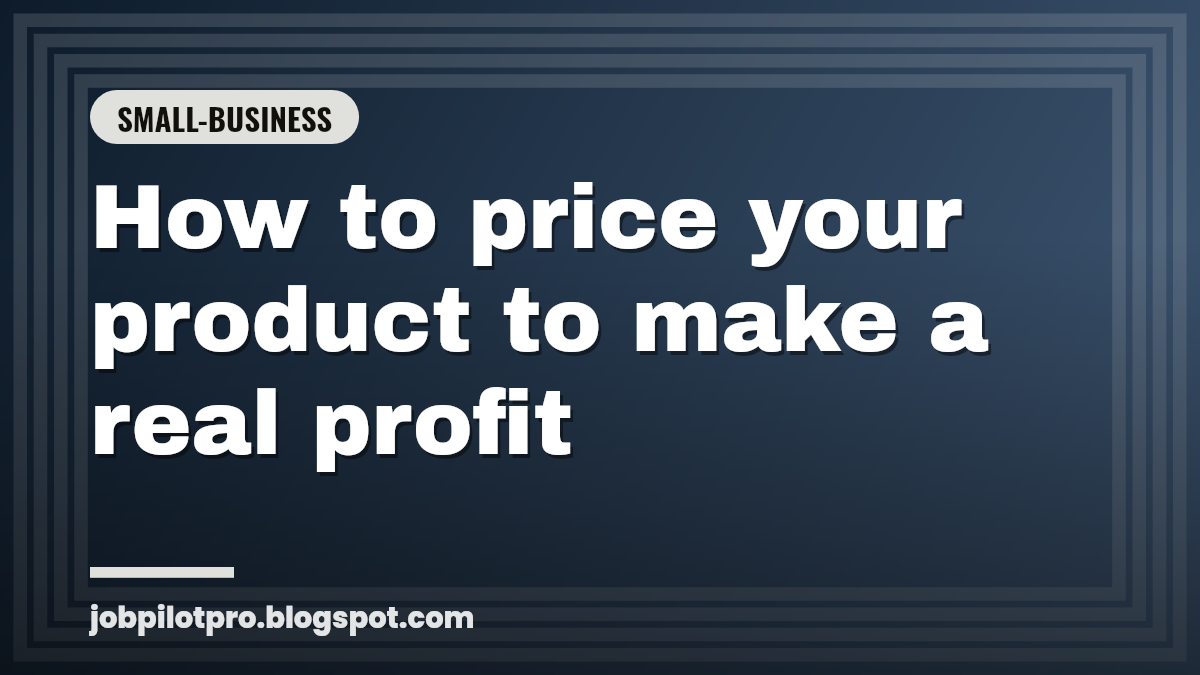 SMALL-BUSINESS
How to price your
product to make a
real profit
jobpilotpro.blogspot.com